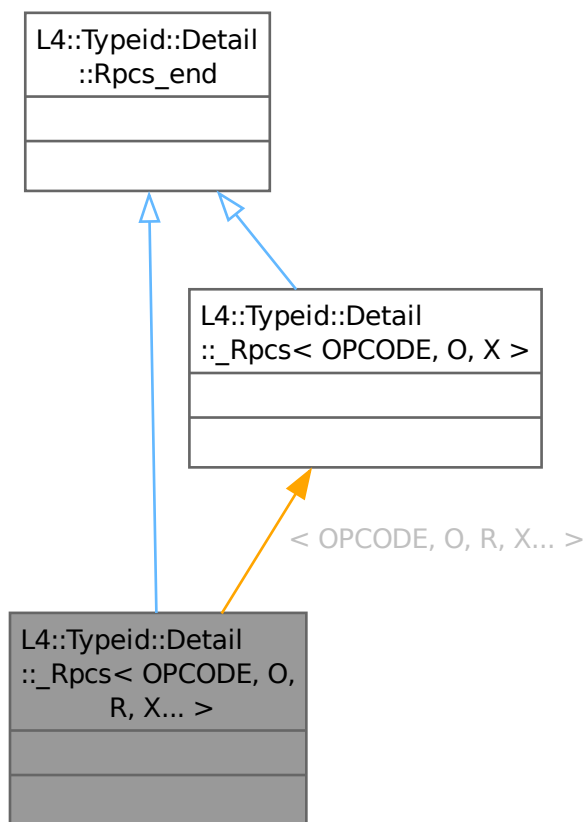 L4::Typeid::Detail
::Rpcs_end
L4::Typeid::Detail
::_Rpcs< OPCODE, O, X >
< OPCODE, O, R, X... >
L4::Typeid::Detail
::_Rpcs< OPCODE, O,
R, X... >